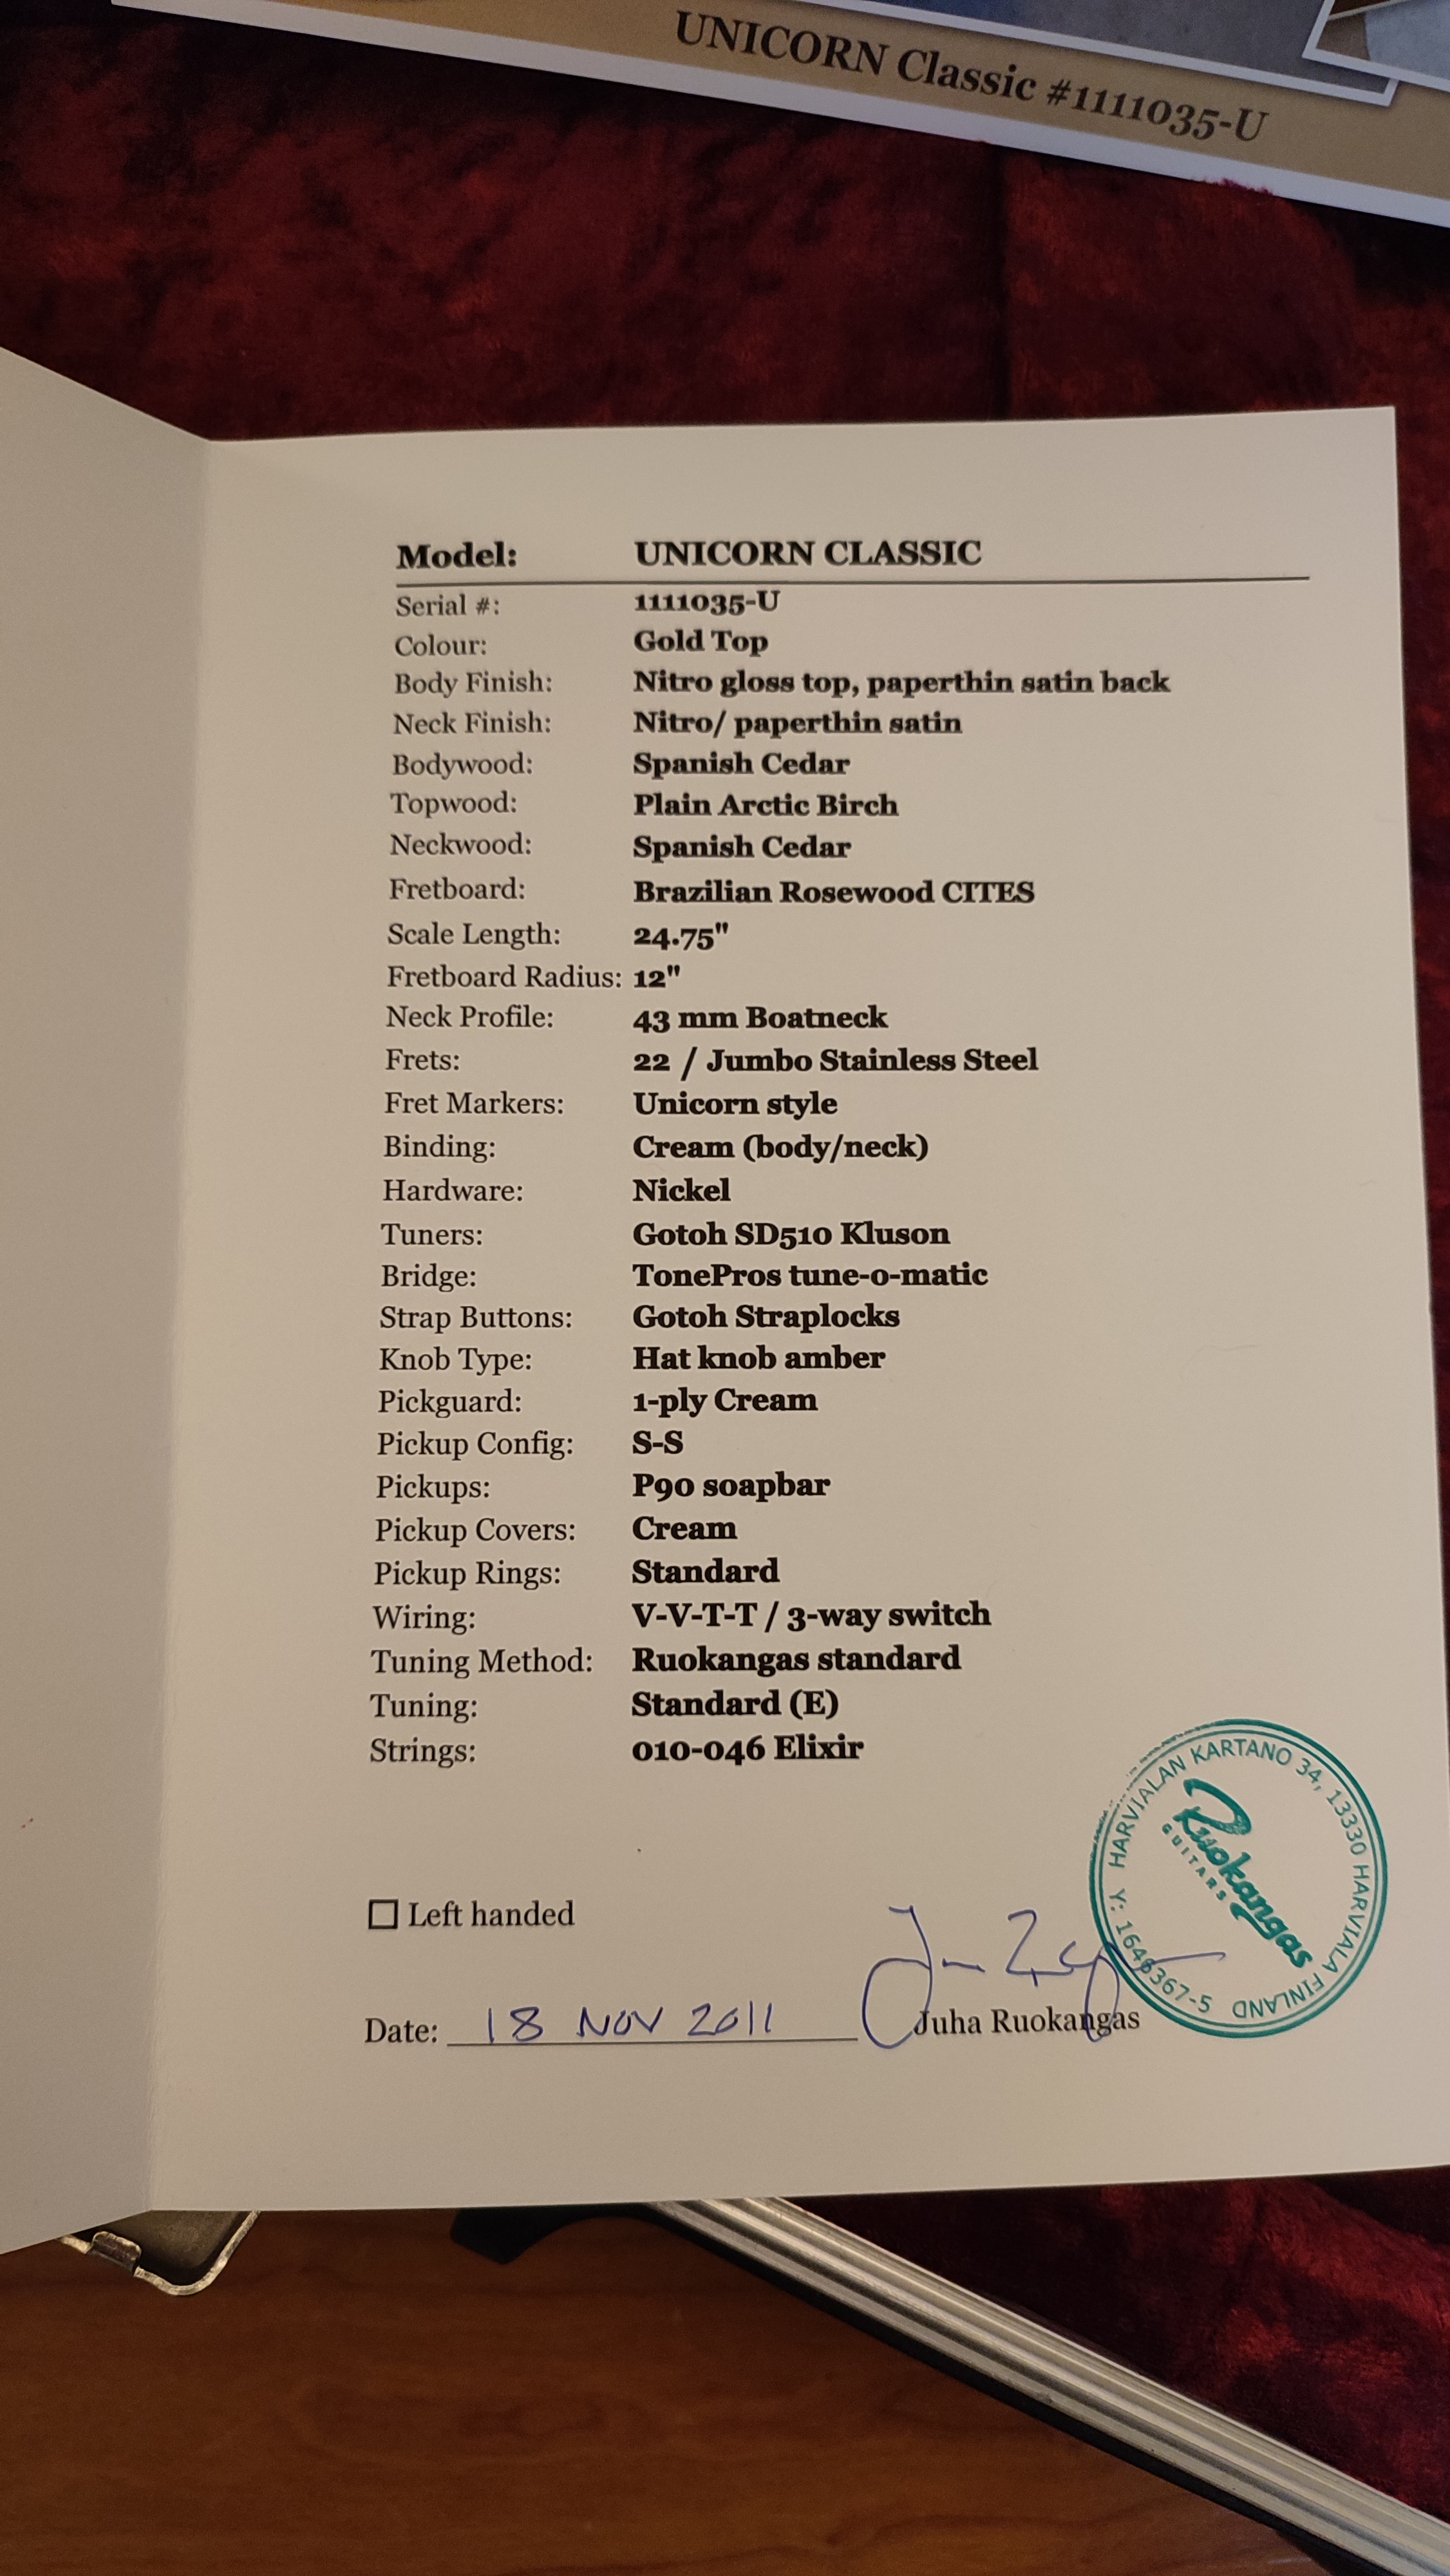 UNICORN Classic #1111035-U
Model: UNICORN CLASSIC
Serial #: 1111035-U
Colour: Gold Top
Body Finish: Nitro gloss top, paperthin satin back
Neck Finish: Nitro/ paperthin satin
Bodywood: Spanish Cedar
Topwood: Plain Arctic Birch
Neckwood: Spanish Cedar
Fretboard: Brazilian Rosewood CITES
Scale Length: 24.75"
Fretboard Radius: 12"
Neck Profile: 43 mm Boatneck
Frets: 22 / Jumbo Stainless Steel
Fret Markers: Unicorn style
Binding: Cream (body/neck)
Hardware: Nickel
Tuners: Gotoh SD510 Kluson
Bridge: TonePros tune-o-matic
Strap Buttons: Gotoh Straplocks
Knob Type: Hat knob amber
Pickguard: 1-ply Cream
Pickup Config: S-S
Pickups: P90 soapbar
Pickup Covers: Cream
Pickup Rings: Standard
Wiring: V-V-T-T / 3-way switch
Tuning Method: Ruokangas standard
Tuning: Standard (E)
Strings: 010-046 Elixir
HARVIALAN KARTANO 34, 13330 HARVIALA FINLAND
Ruokangas
GUITARS
Left handed
Date: 18 NOV 2011
Juha Ruokangas